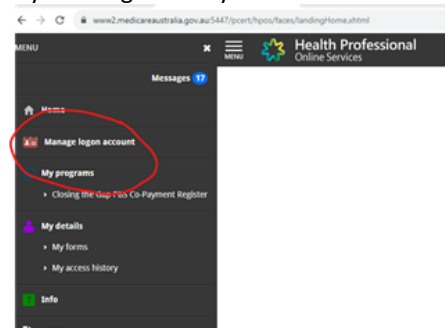 www2.medicareaustralia.gov.au:5447/pcert/hpos/faces/landingHome.xhtml
MENU
MENU
Health Professional
Online Services
Messages 17
Home
Manage logon account
My programs
Closing the Gap PBS Co-Payment Register
My details
My forms
My access history
Info